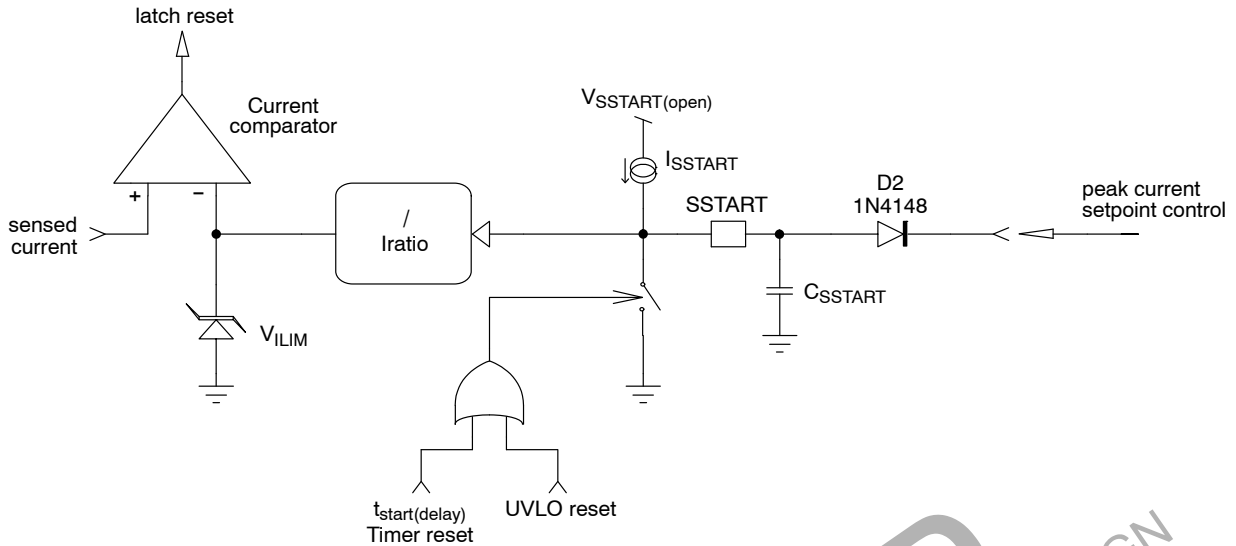 latch reset
Current
comparator
+
−
sensed
current
V_ILIM
/
Iratio
V_SSTART(open)
I_SSTART
SSTART
D2
1N4148
C_SSTART
peak current
setpoint control
t_start(delay)
Timer reset
UVLO reset